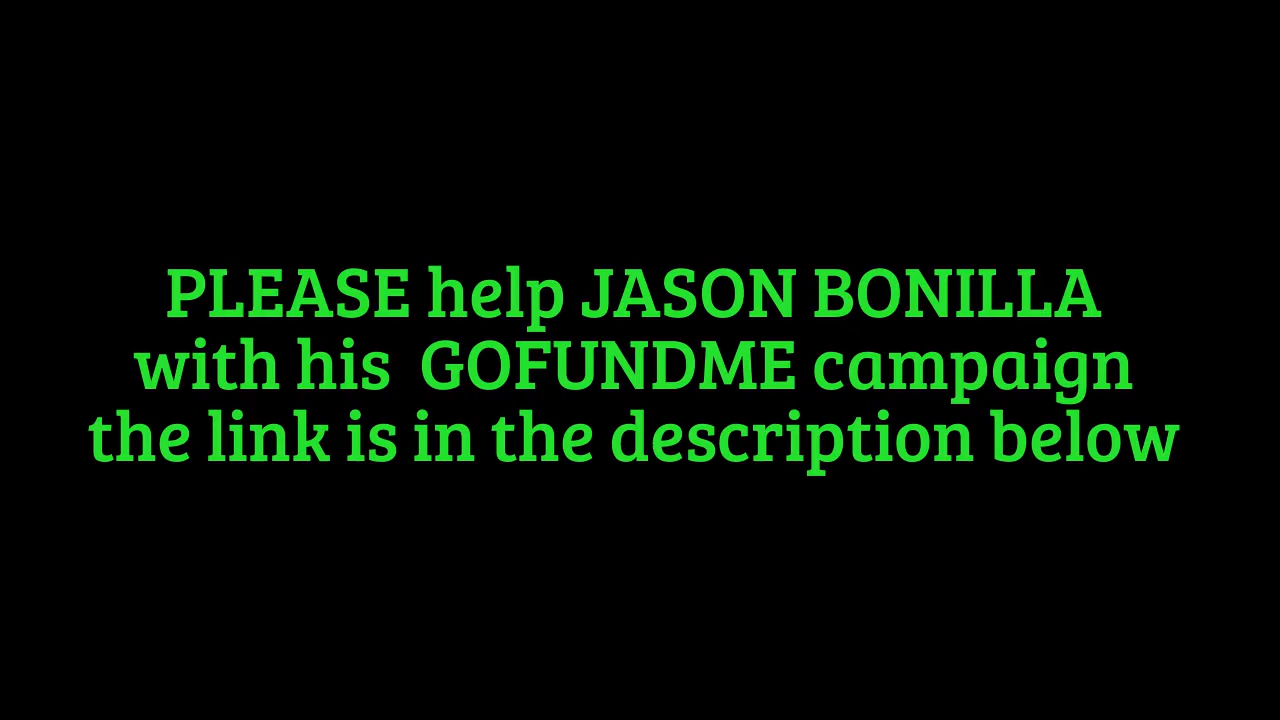 PLEASE help JASON BONILLA
with his  GOFUNDME campaign
the link is in the description below